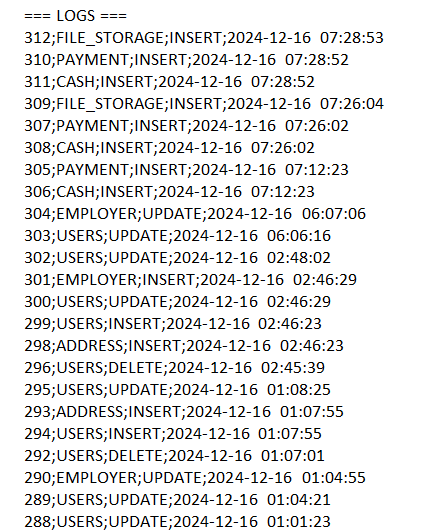 === LOGS ===
312;FILE_STORAGE;INSERT;2024-12-16  07:28:53
310;PAYMENT;INSERT;2024-12-16  07:28:52
311;CASH;INSERT;2024-12-16  07:28:52
309;FILE_STORAGE;INSERT;2024-12-16  07:26:04
307;PAYMENT;INSERT;2024-12-16  07:26:02
308;CASH;INSERT;2024-12-16  07:26:02
305;PAYMENT;INSERT;2024-12-16  07:12:23
306;CASH;INSERT;2024-12-16  07:12:23
304;EMPLOYER;UPDATE;2024-12-16  06:07:06
303;USERS;UPDATE;2024-12-16  06:06:16
302;USERS;UPDATE;2024-12-16  02:48:02
301;EMPLOYER;INSERT;2024-12-16  02:46:29
300;USERS;UPDATE;2024-12-16  02:46:29
299;USERS;INSERT;2024-12-16  02:46:23
298;ADDRESS;INSERT;2024-12-16  02:46:23
296;USERS;DELETE;2024-12-16  02:45:39
295;USERS;UPDATE;2024-12-16  01:08:25
293;ADDRESS;INSERT;2024-12-16  01:07:55
294;USERS;INSERT;2024-12-16  01:07:55
292;USERS;DELETE;2024-12-16  01:07:01
290;EMPLOYER;UPDATE;2024-12-16  01:04:55
289;USERS;UPDATE;2024-12-16  01:04:21
288;USERS;UPDATE;2024-12-16  01:01:23